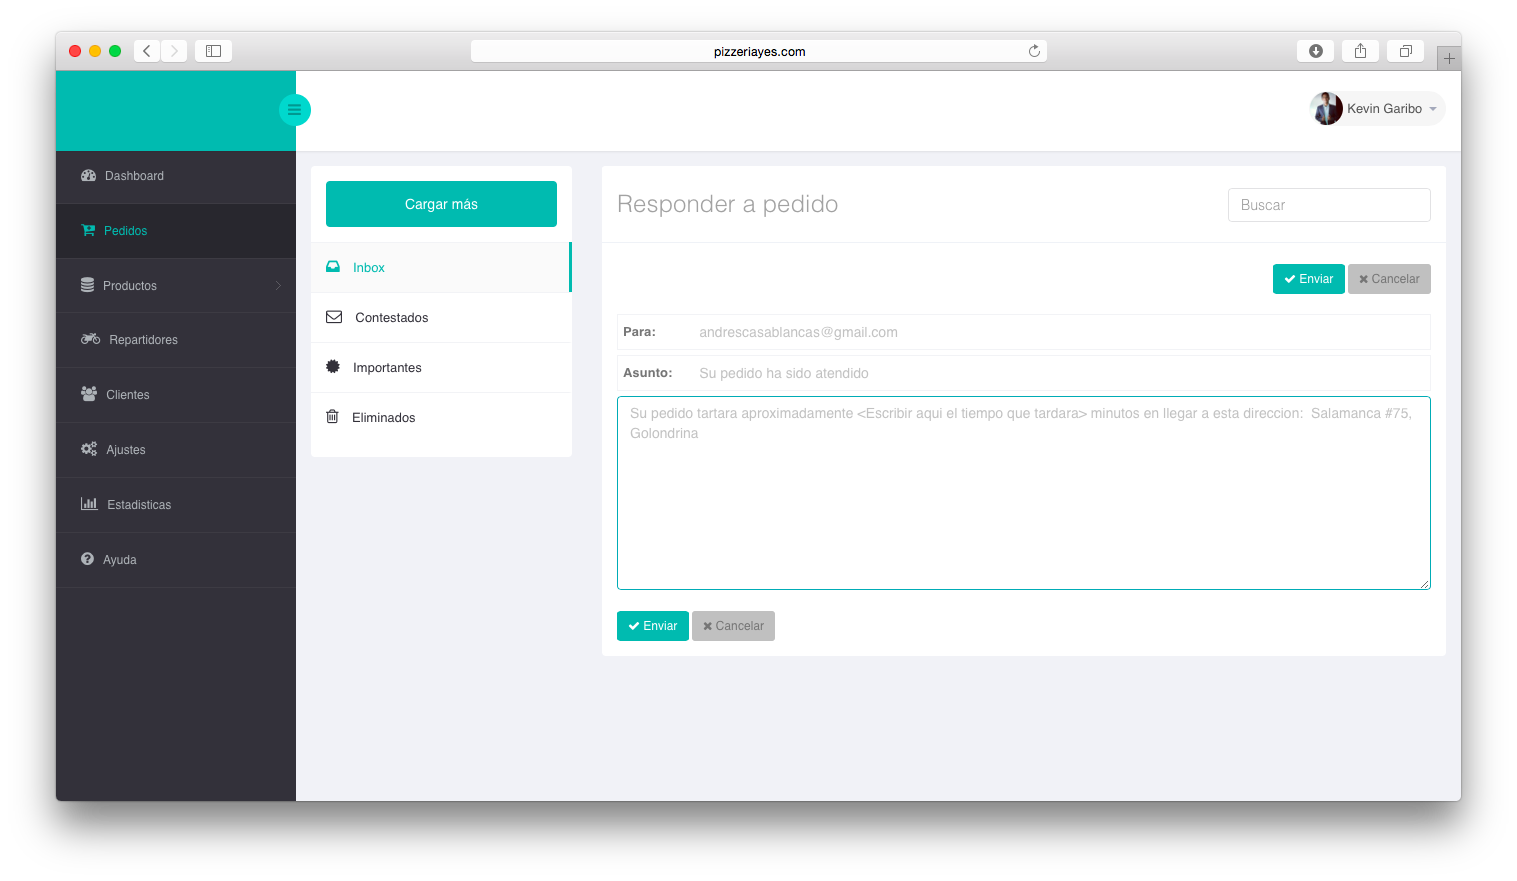 pizzeriayes.com
Kevin Garibo
Dashboard
Pedidos
Productos
Repartidores
Clientes
Ajustes
Estadisticas
Ayuda
Cargar más
Inbox
Contestados
Importantes
Eliminados
Responder a pedido
Buscar
Enviar
Cancelar
Para: andrescasablancas@gmail.com
Asunto: Su pedido ha sido atendido
Su pedido tartara aproximadamente <Escribir aqui el tiempo que tardara> minutos en llegar a esta direccion:  Salamanca #75,
Golondrina
Enviar
Cancelar